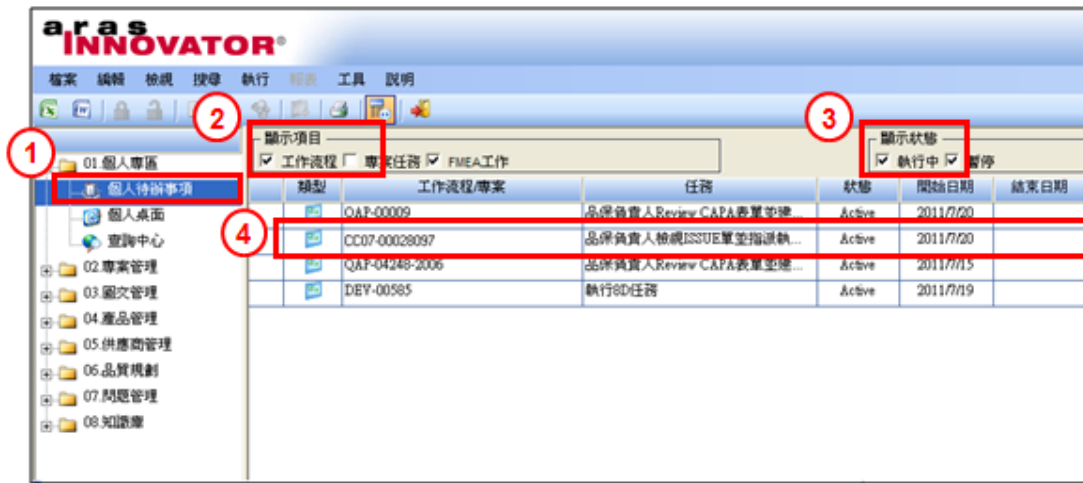 aras
INNOVATOR®
檔案 編輯 檢視 搜尋 執行 報表 工具 說明
2
3
1
顯示項目
顯示狀態
01.個人專區
工作流程 專案任務 FMEA工作
執行中 暫停
個人待辦事項
類型 工作流程/專案 任務 狀態 開始日期 結束日期
個人桌面
QAP-00009 品保負責人Review CAPA表單並建... Active 2011/7/20
4
查詢中心
CC07-00028097 品保負責人檢視ISSUE單並指派執... Active 2011/7/20
02.專案管理
QAP-04248-2006 品保負責人Review CAPA表單並建... Active 2011/7/15
03.圖文管理
DEV-00585 執行8D任務 Active 2011/7/19
04.產品管理
05.供應商管理
06.品質規劃
07.問題管理
08.知識庫